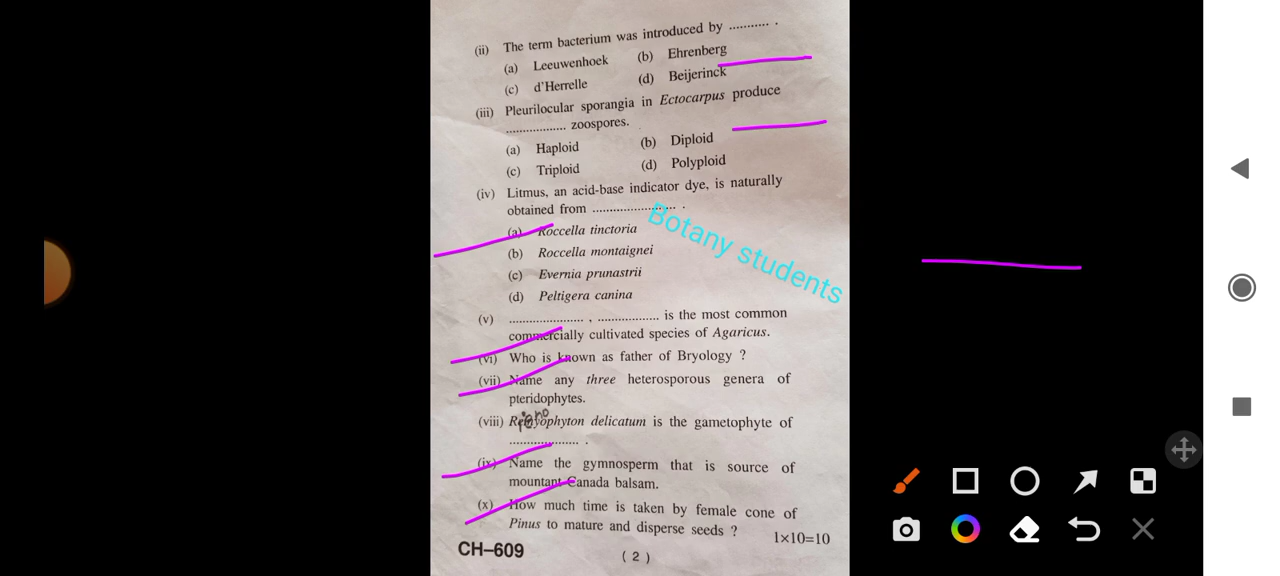 (ii) The term bacterium was introduced by ........... .
(a) Leeuwenhoek (b) Ehrenberg
(c) d'Herrelle (d) Beijerinck
(iii) Pleurilocular sporangia in Ectocarpus produce
.................. zoospores.
(a) Haploid (b) Diploid
(c) Triploid (d) Polyploid
(iv) Litmus, an acid-base indicator dye, is naturally
obtained from ......................... .
(a) Roccella tinctoria
(b) Roccella montaignei
(c) Evernia prunastrii
(d) Peltigera canina
(v) ...................... , .................. is the most common
commercially cultivated species of Agaricus.
(vi) Who is known as father of Bryology ?
(vii) Name any three heterosporous genera of
pteridophytes.
(viii) delicatum is the gametophyte of
..................... .
(ix) Name the gymnosperm that is source of
mountant Canada balsam.
(x) How much time is taken by female cone of
Pinus to mature and disperse seeds ?
1×10=10
CH–609
( 2 )
Botany students